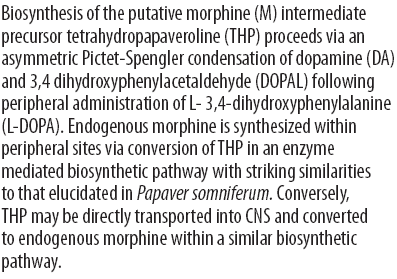 Biosynthesis of the putative morphine (M) intermediate
precursor tetrahydropapaveroline (THP) proceeds via an
asymmetric Pictet-Spengler condensation of dopamine (DA)
and 3,4 dihydroxyphenylacetaldehyde (DOPAL) following
peripheral administration of L- 3,4-dihydroxyphenylalanine
(L-DOPA). Endogenous morphine is synthesized within
peripheral sites via conversion of THP in an enzyme
mediated biosynthetic pathway with striking similarities
to that elucidated in Papaver somniferum. Conversely,
THP may be directly transported into CNS and converted
to endogenous morphine within a similar biosynthetic
pathway.